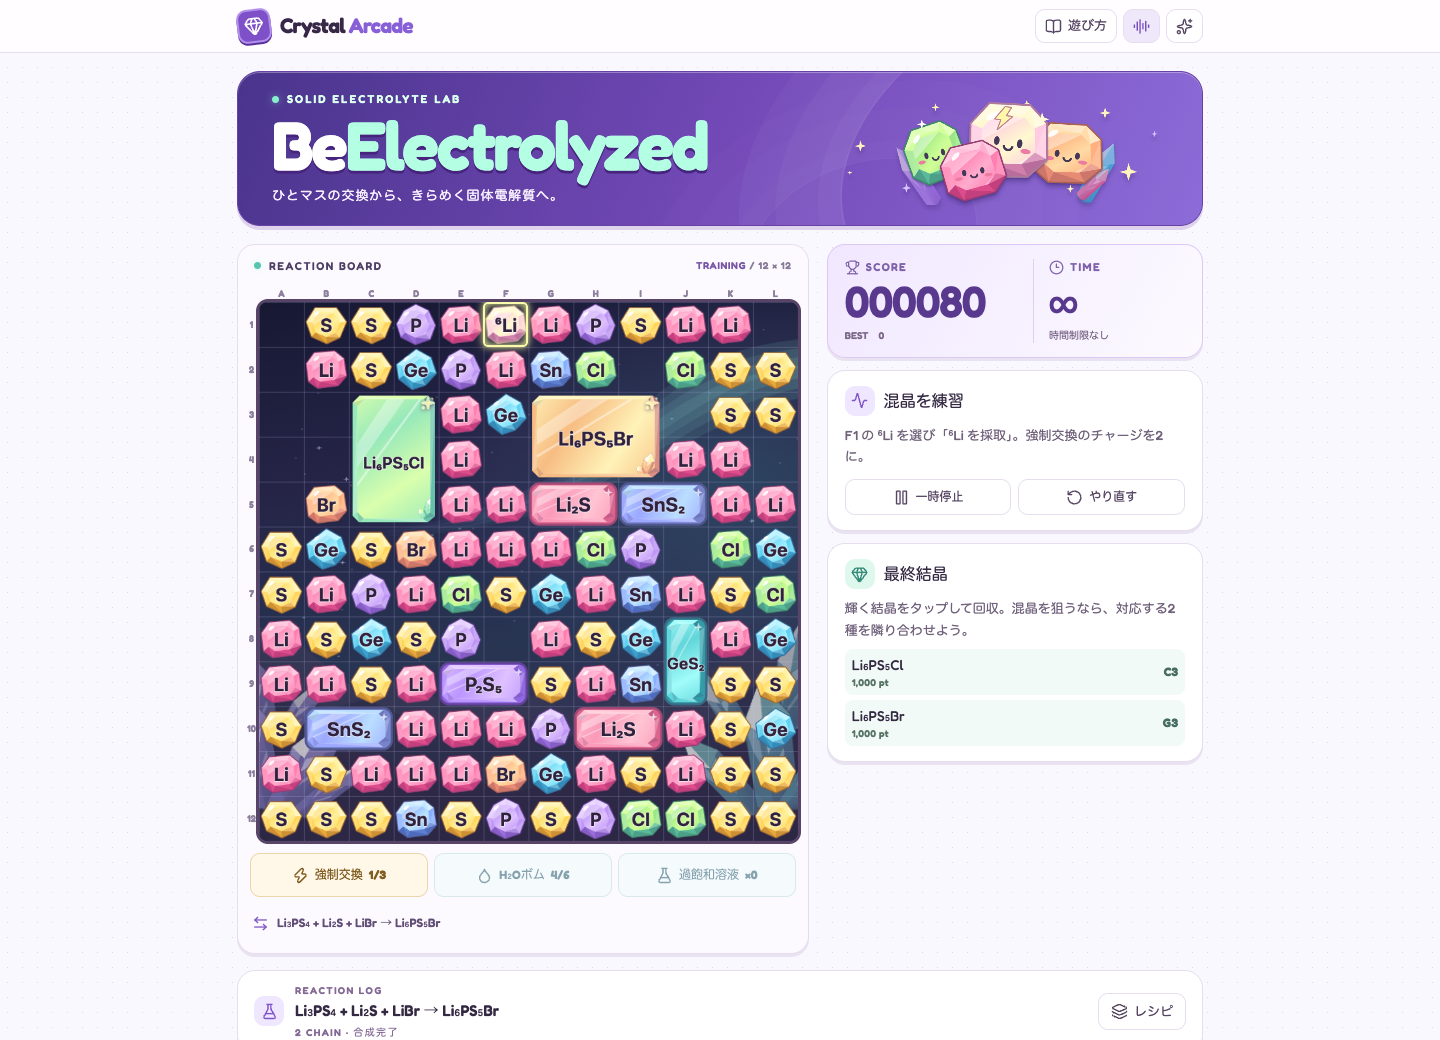 Crystal Arcade
遊び方
SOLID ELECTROLYTE LAB
BeElectrolyzed
ひとマスの交換から、きらめく固体電解質へ。
REACTION BOARD
TRAINING / 12 × 12
A B C D E F G H I J K L
1 S S P Li ⁶Li Li P S Li Li
2 Li S Ge P Li Sn Cl Cl S S
3 Li Ge S S
Li₆PS₅Br
4 Li₆PS₅Cl Li Li Li
5 Br Li Li Li₂S SnS₂ Li Li
6 S Ge S Br Li Li Li Cl P Cl Ge
7 S Li P Li Cl S Ge Li Sn Li S Cl
8 Li S Ge S P Li S Ge Li Ge
GeS₂
9 Li Li S Li P₂S₅ S Li Sn S S
10 S SnS₂ Li Li Li P Li₂S Li S Ge
11 Li S Li Li Li Br Ge Li S Li S S
12 S S S Sn S P S P Cl Cl S S
強制交換 1/3
H₂Oボム 4/6
過飽和溶液 ×0
Li₃PS₄ + Li₂S + LiBr → Li₆PS₅Br
SCORE
000080
BEST 0
TIME
∞
時間制限なし
混晶を練習
F1 の ⁶Li を選び「⁶Li を採取」。強制交換のチャージを2
に。
一時停止
やり直す
最終結晶
輝く結晶をタップして回収。混晶を狙うなら、対応する2
種を隣り合わせよう。
Li₆PS₅Cl
1,000 pt
C3
Li₆PS₅Br
1,000 pt
G3
REACTION LOG
Li₃PS₄ + Li₂S + LiBr → Li₆PS₅Br
2 CHAIN · 合成完了
レシピ